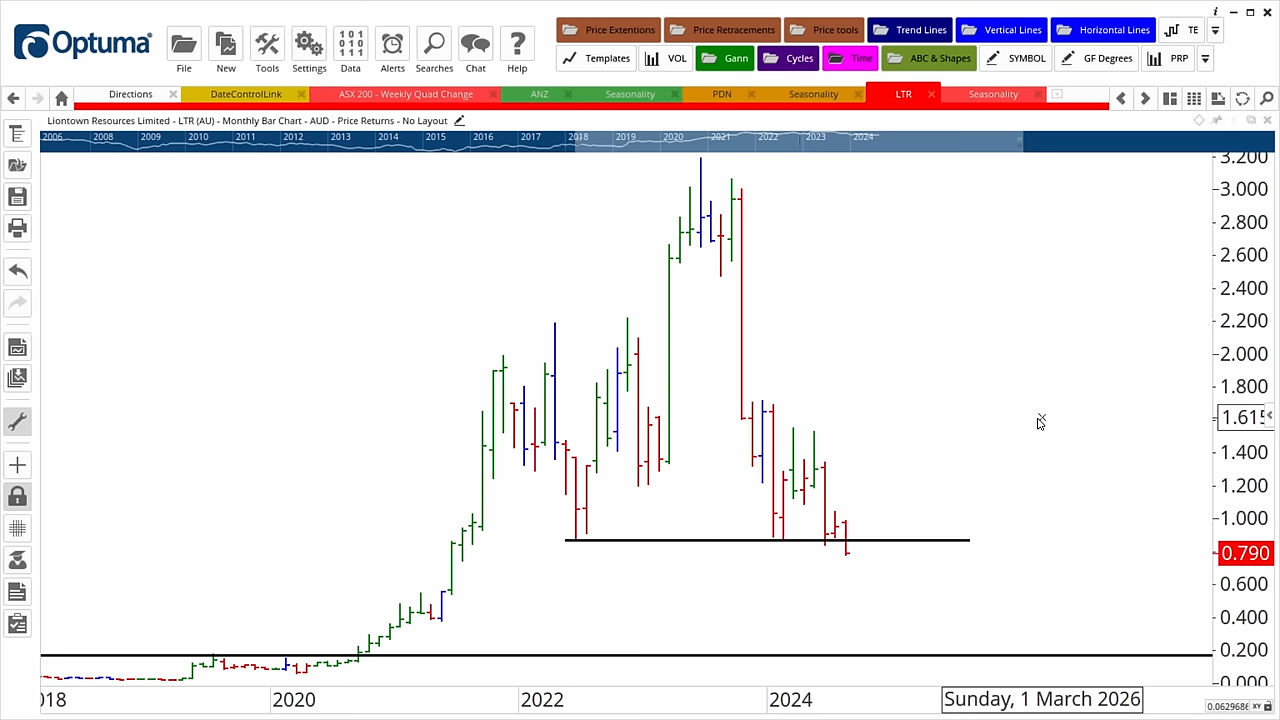 Optuma
File
New
Tools
Settings
101
010
011
Data
Alerts
Searches
Chat
?
Help
Price Extentions
Price Retracements
Price tools
Trend Lines
Vertical Lines
Horizontal Lines
TE
Templates
VOL
Gann
Cycles
Time
ABC & Shapes
SYMBOL
GF Degrees
PRP
Directions
DateControlLink
ASX 200 - Weekly Quad Change
ANZ
Seasonality
PDN
Seasonality
LTR
Seasonality
Liontown Resources Limited - LTR (AU) - Monthly Bar Chart - AUD - Price Returns - No Layout
2006 2008 2009 2010 2011 2012 2013 2014 2015 2016 2017 2018 2019 2020 2021 2022 2023 2024
3.200
3.000
2.800
2.600
2.400
2.200
2.000
1.800
1.615
1.400
1.200
1.000
0.790
0.600
0.400
0.200
0.000
018
2020
2022
2024
Sunday, 1 March 2026
XY